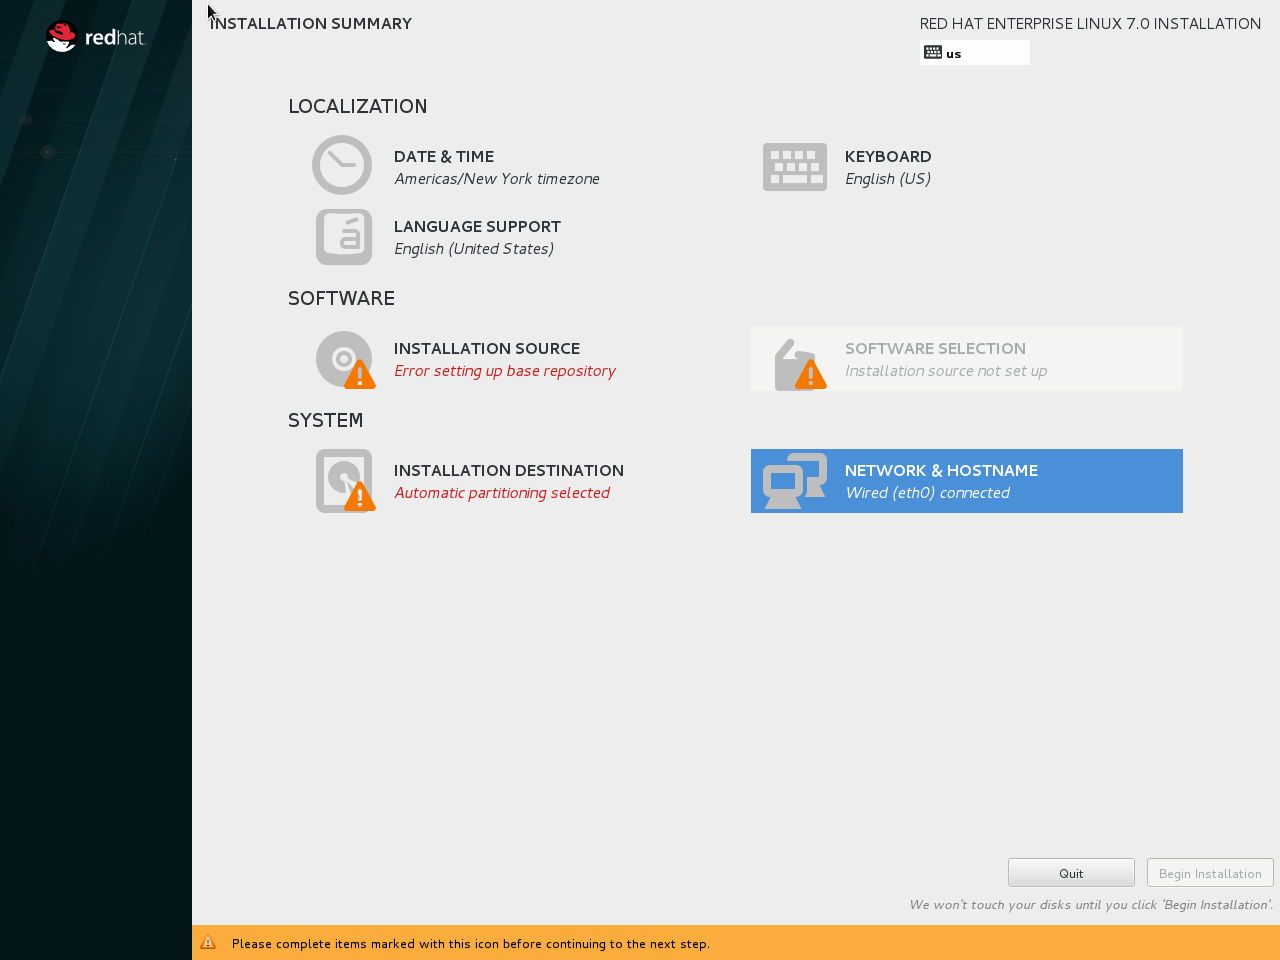 redhat.
INSTALLATION SUMMARY
RED HAT ENTERPRISE LINUX 7.0 INSTALLATION
us
LOCALIZATION
DATE & TIME
Americas/New York timezone
KEYBOARD
English (US)
LANGUAGE SUPPORT
English (United States)
SOFTWARE
INSTALLATION SOURCE
Error setting up base repository
SOFTWARE SELECTION
Installation source not set up
SYSTEM
INSTALLATION DESTINATION
Automatic partitioning selected
NETWORK & HOSTNAME
Wired (eth0) connected
Quit
Begin Installation
We won't touch your disks until you click 'Begin Installation'.
Please complete items marked with this icon before continuing to the next step.